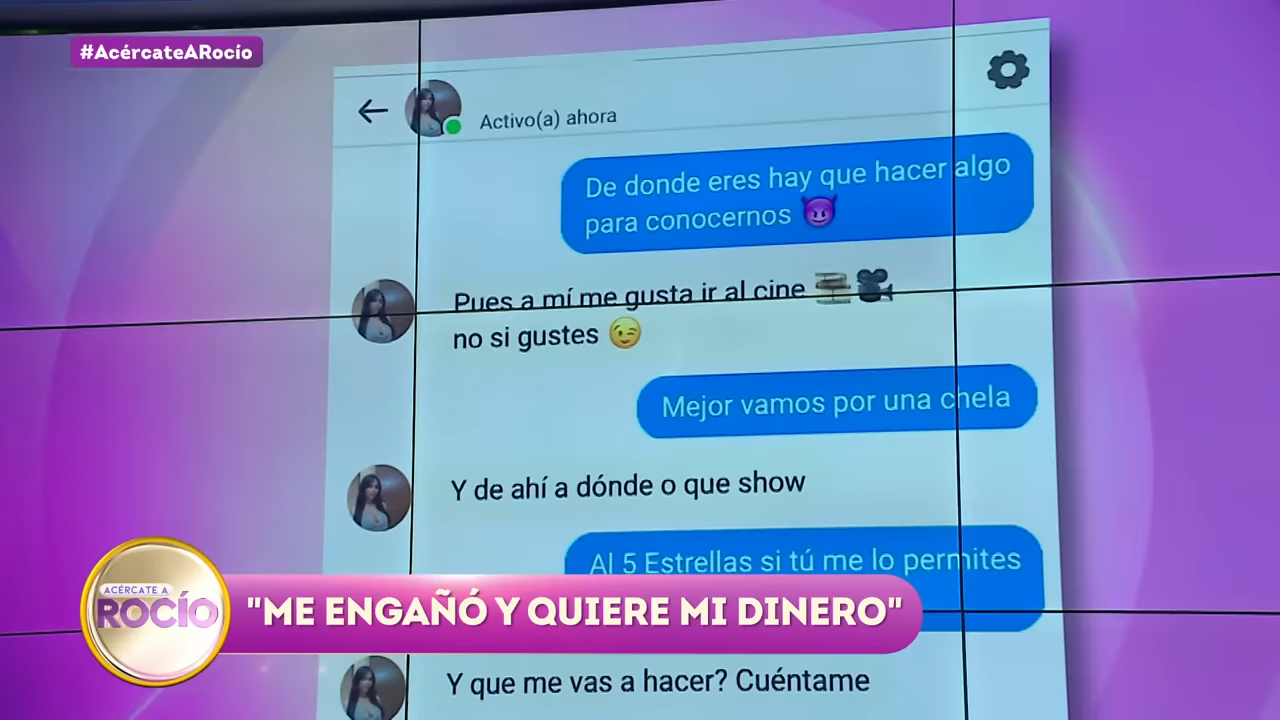 #AcércateARocío
Activo(a) ahora
De donde eres hay que hacer algo
para conocernos 😈
Pues a mí me gusta ir al cine 🎥
no si gustes 😉
Mejor vamos por una chela
Y de ahí a dónde o que show
Al 5 Estrellas si tú me lo permites
ACÉRCATE A
ROCÍO
"ME ENGAÑÓ Y QUIERE MI DINERO"
Y que me vas a hacer? Cuéntame